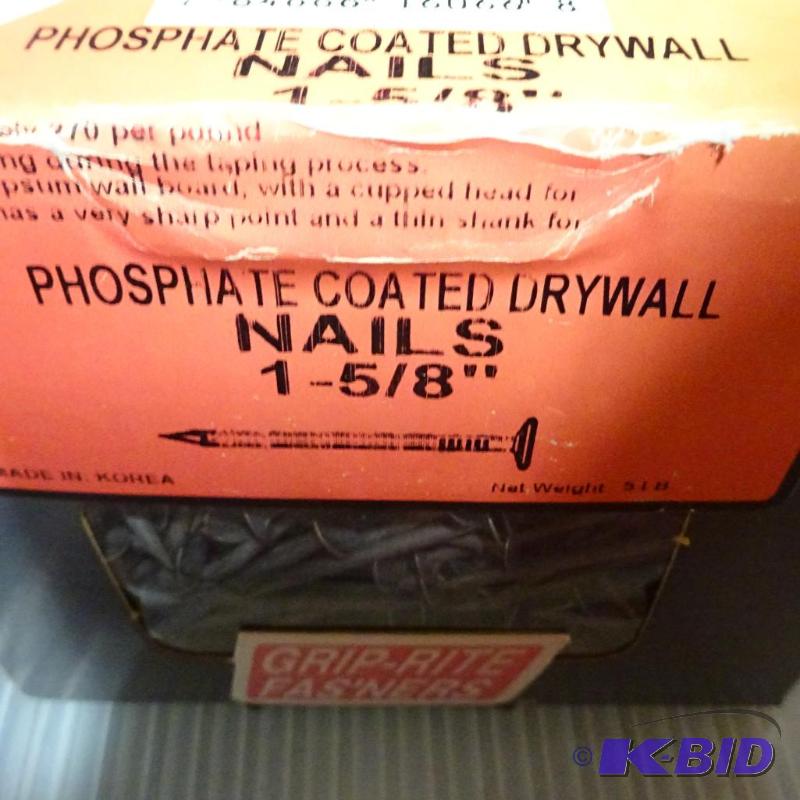 PHOSPHATE COATED DRYWALL
NAILS
1-5/8"
270 per pound
during the taping process.
wall board, with a cupped head for
has a very sharp point and a thin shank for
PHOSPHATE COATED DRYWALL
NAILS
1-5/8"
MADE IN KOREA
Net Weight 5 LB
GRIP-RITE
FAS'NERS
© K-BID